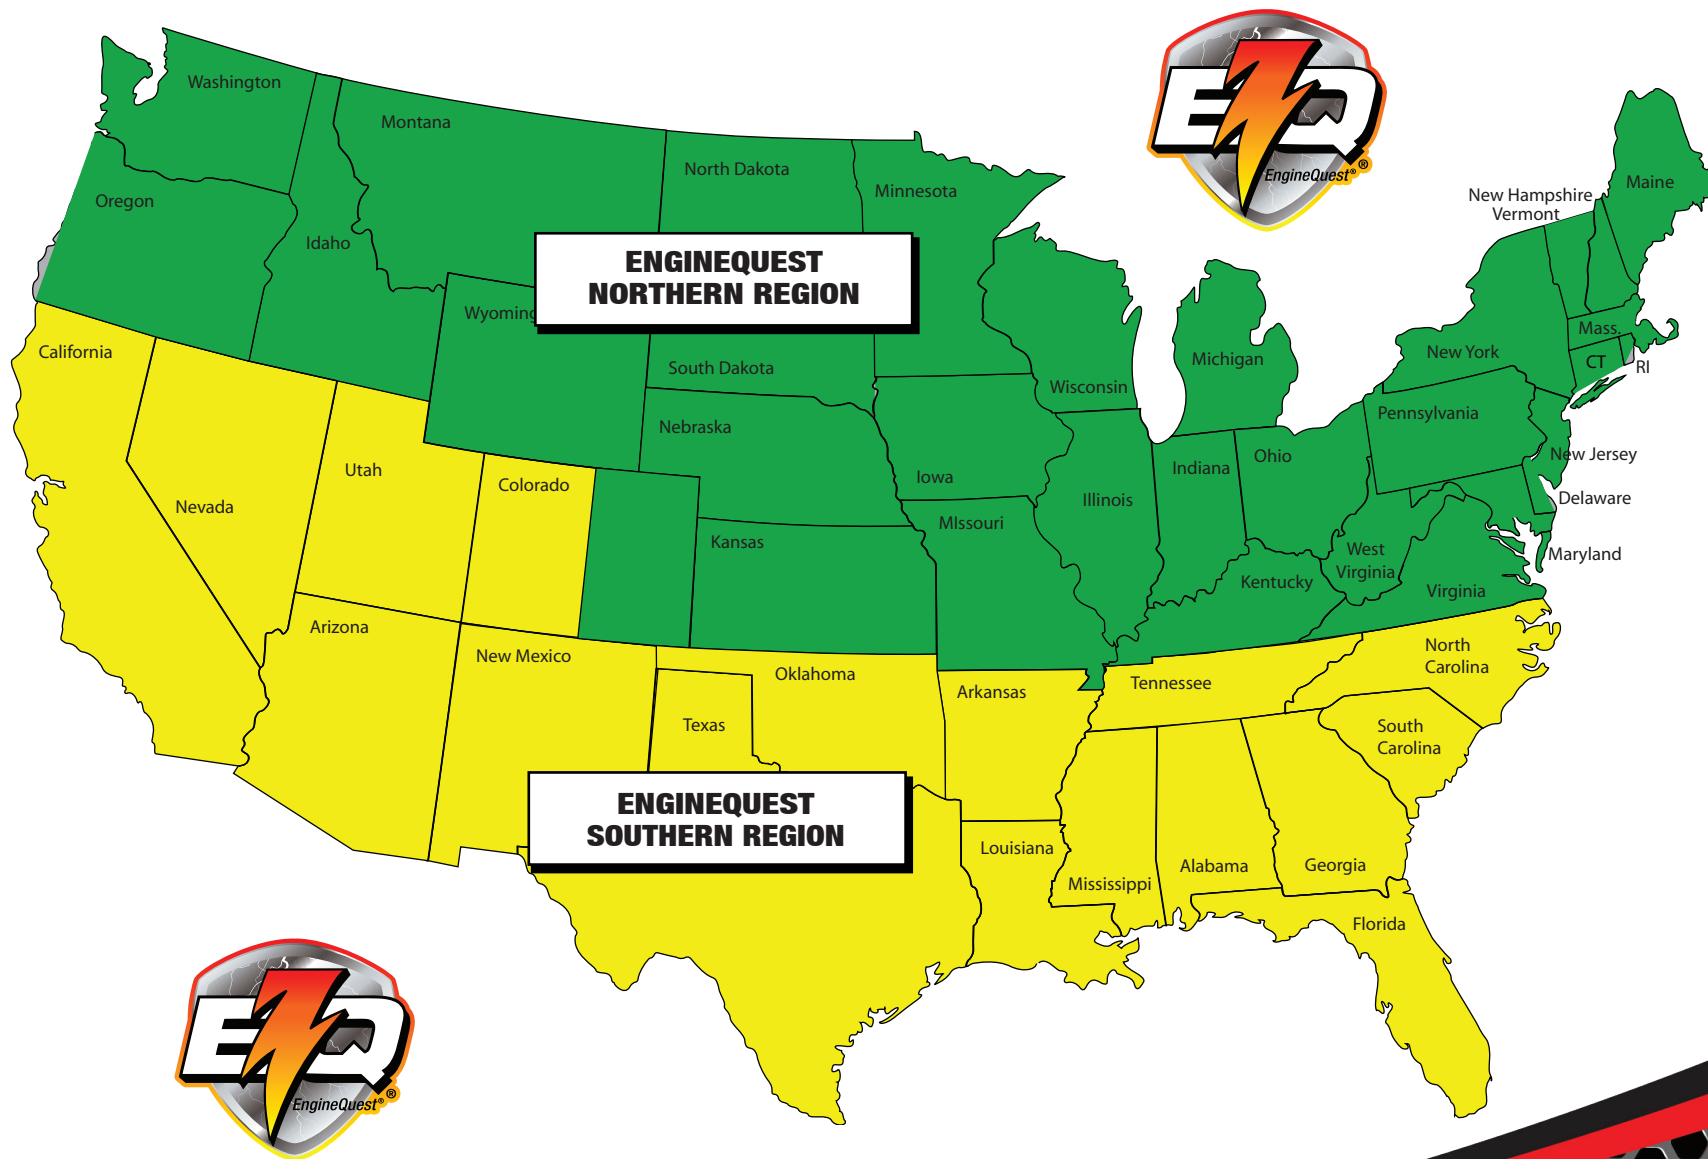 EQ
EngineQuest®
®
Washington
Montana
North Dakota
Minnesota
Oregon
Idaho
New Hampshire
Vermont
Maine
ENGINEQUEST
NORTHERN REGION
Wyoming
California
South Dakota
Wisconsin
Michigan
New York
Mass.
CT
RI
Nebraska
Pennsylvania
Utah
Colorado
Nevada
Iowa
Illinois
Indiana
Ohio
New Jersey
Delaware
Kansas
MIssouri
Kentucky
West
Virginia
Maryland
Virginia
Arizona
New Mexico
Oklahoma
Arkansas
Tennessee
North
Carolina
Texas
South
Carolina
ENGINEQUEST
SOUTHERN REGION
Louisiana
Mississippi
Alabama
Georgia
Florida
EQ
EngineQuest®
®